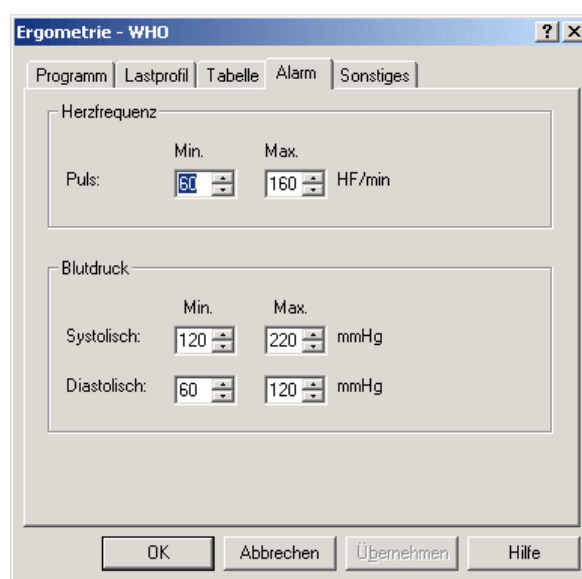 Ergometrie - WHO
Programm Lastprofil Tabelle Alarm Sonstiges
Herzfrequenz
Min. Max.
Puls: 60 160 HF/min
Blutdruck
Min. Max.
Systolisch: 120 220 mmHg
Diastolisch: 60 120 mmHg
OK Abbrechen Übernehmen Hilfe